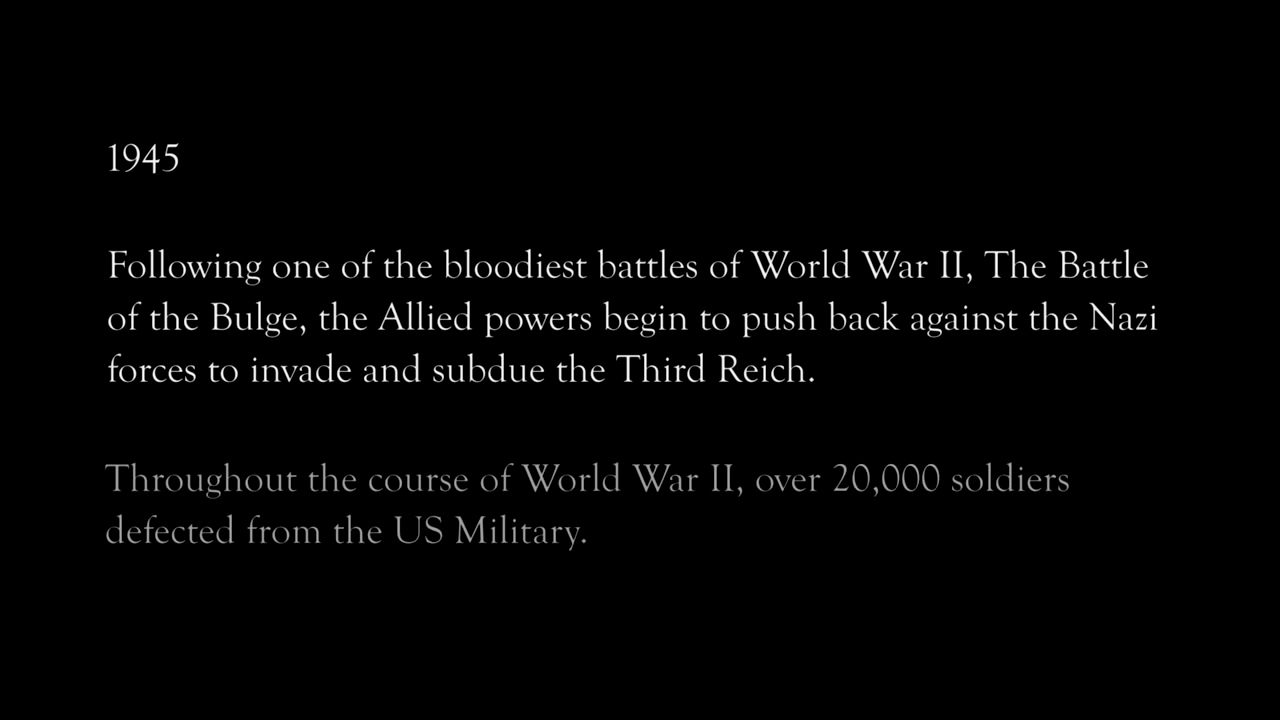 1945
Following one of the bloodiest battles of World War II, The Battle
of the Bulge, the Allied powers begin to push back against the Nazi
forces to invade and subdue the Third Reich.
Throughout the course of World War II, over 20,000 soldiers
defected from the US Military.